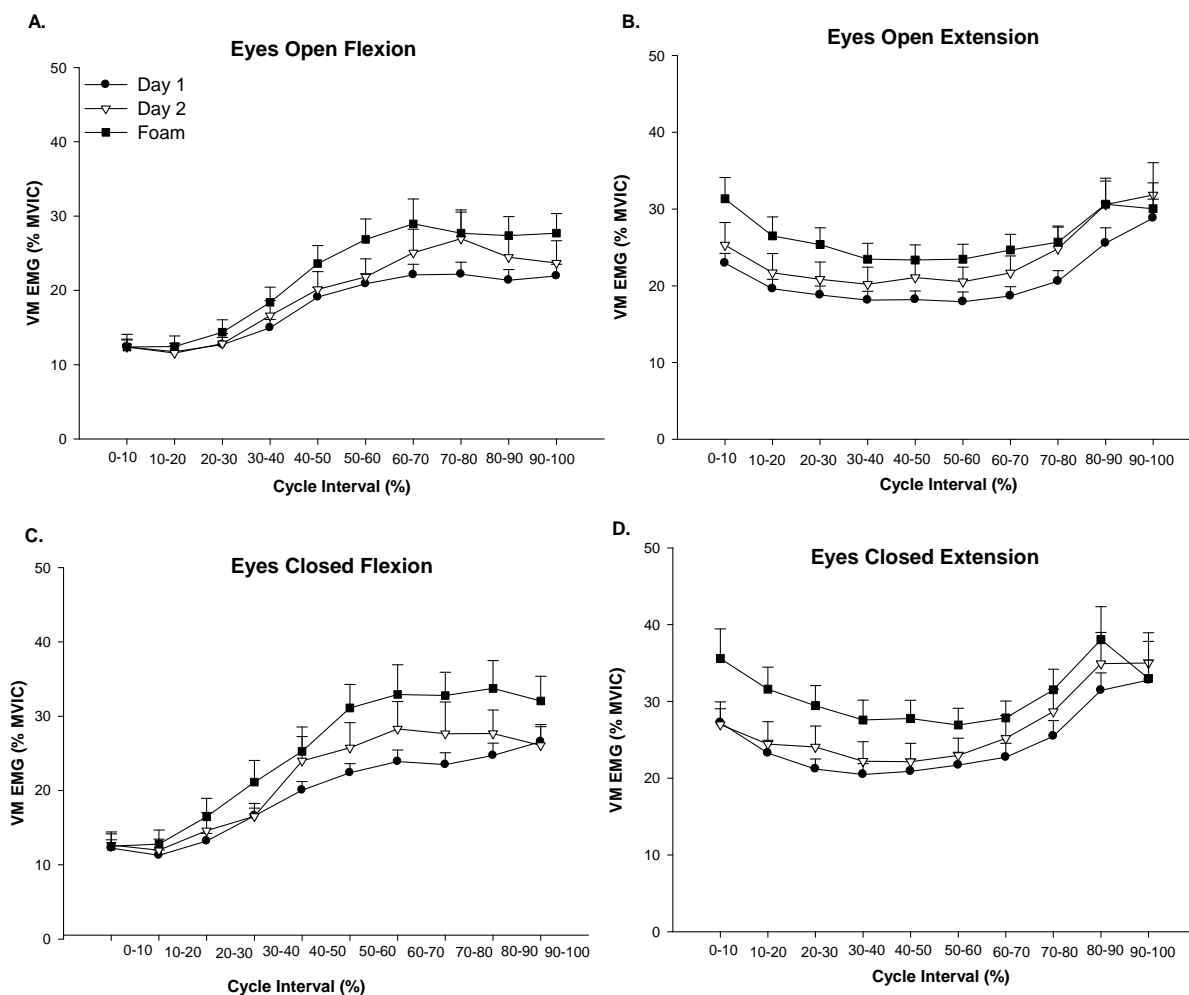 A.
Eyes Open Flexion
50
40
30
20
10
0
VM EMG (% MVIC)
Day 1
Day 2
Foam
0-10 10-20 20-30 30-40 40-50 50-60 60-70 70-80 80-90 90-100
Cycle Interval (%)
B.
Eyes Open Extension
50
40
30
20
10
0
VM EMG (% MVIC)
0-10 10-20 20-30 30-40 40-50 50-60 60-70 70-80 80-90 90-100
Cycle Interval (%)
C.
Eyes Closed Flexion
50
40
30
20
10
0
VM EMG (% MVIC)
0-10 10-20 20-30 30-40 40-50 50-60 60-70 70-80 80-90 90-100
Cycle Interval (%)
D.
Eyes Closed Extension
50
40
30
20
10
0
VM EMG (% MVIC)
0-10 10-20 20-30 30-40 40-50 50-60 60-70 70-80 80-90 90-100
Cycle Interval (%)